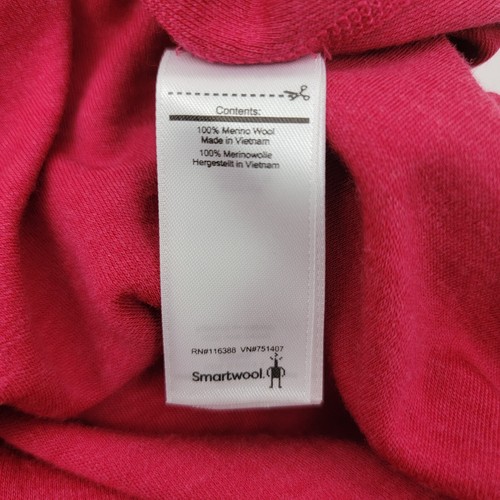 Contents:
100% Merino Wool
Made in Vietnam
100% Merinowolle
Hergestellt in Vietnam
RN#116388 VN#751407
Smartwool.